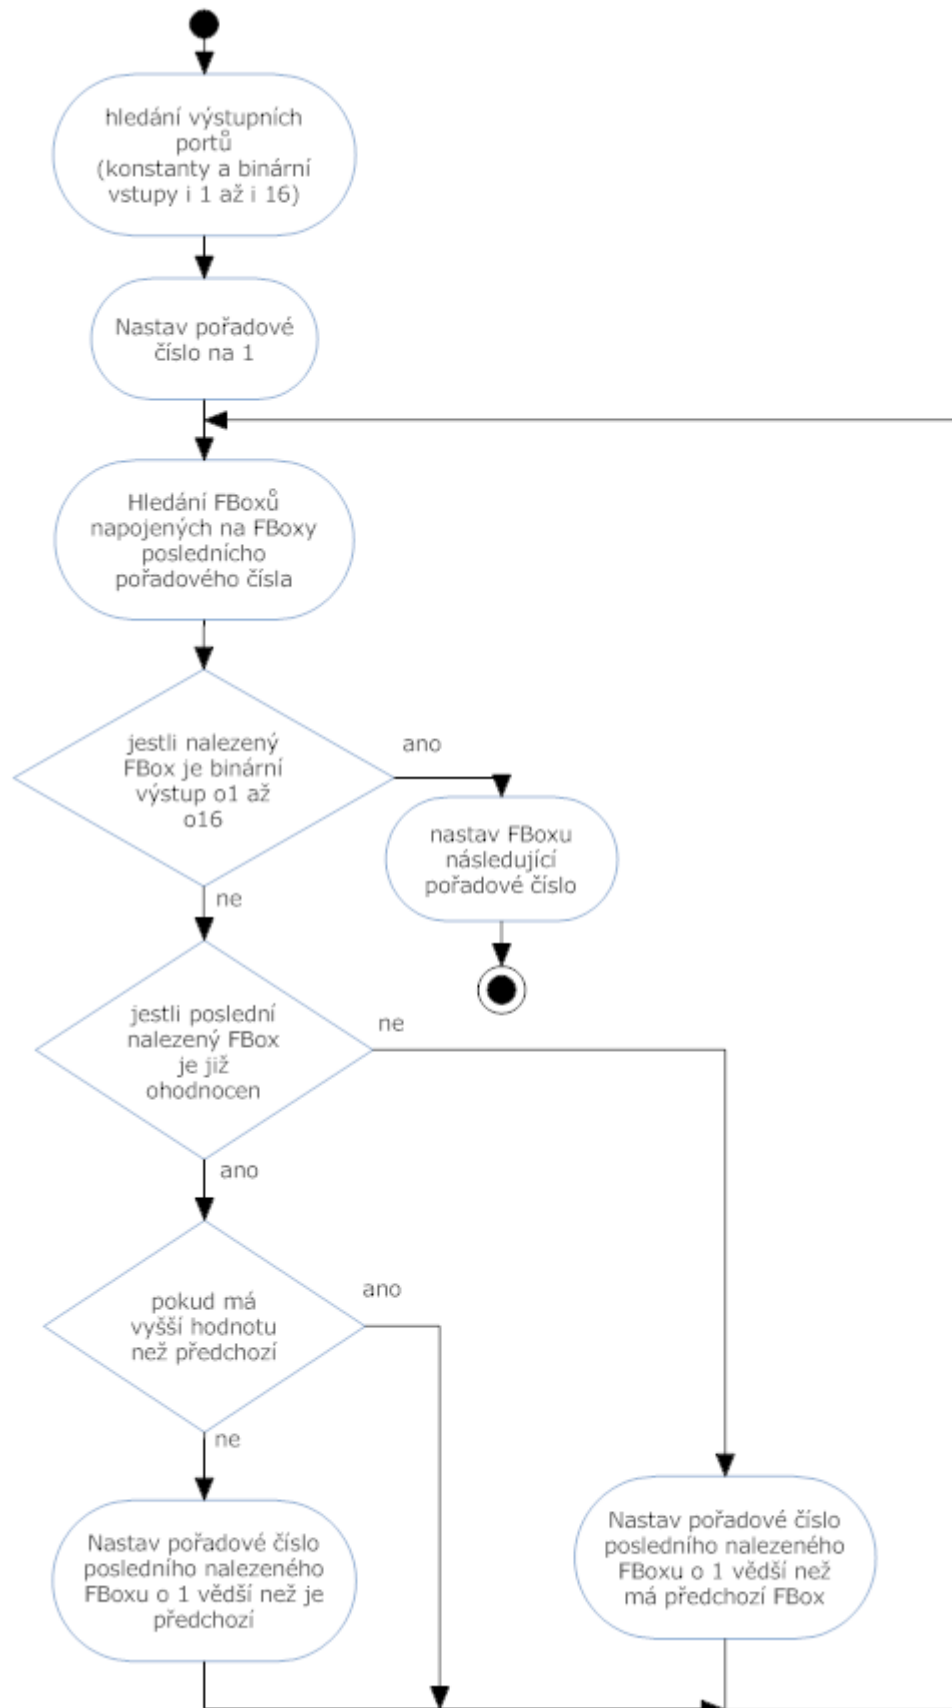 hledání výstupních
portů
(konstanty a binární
vstupy i 1 až i 16)
Nastav pořadové
číslo na 1
Hledání FBoxů
napojených na FBoxy
poslednícho
pořadového čísla
jestli nalezený
FBox je binární
výstup o1 až
o16
ano
nastav FBoxu
následující
pořadové číslo
ne
jestli poslední
nalezený FBox
je již
ohodnocen
ne
ano
pokud má
vyšší hodnotu
než předchozí
ano
ne
Nastav pořadové číslo
posledního nalezeného
FBoxu o 1 vědší než je
předchozí
Nastav pořadové číslo
posledního nalezeného
FBoxu o 1 vědší než
má předchozí FBox